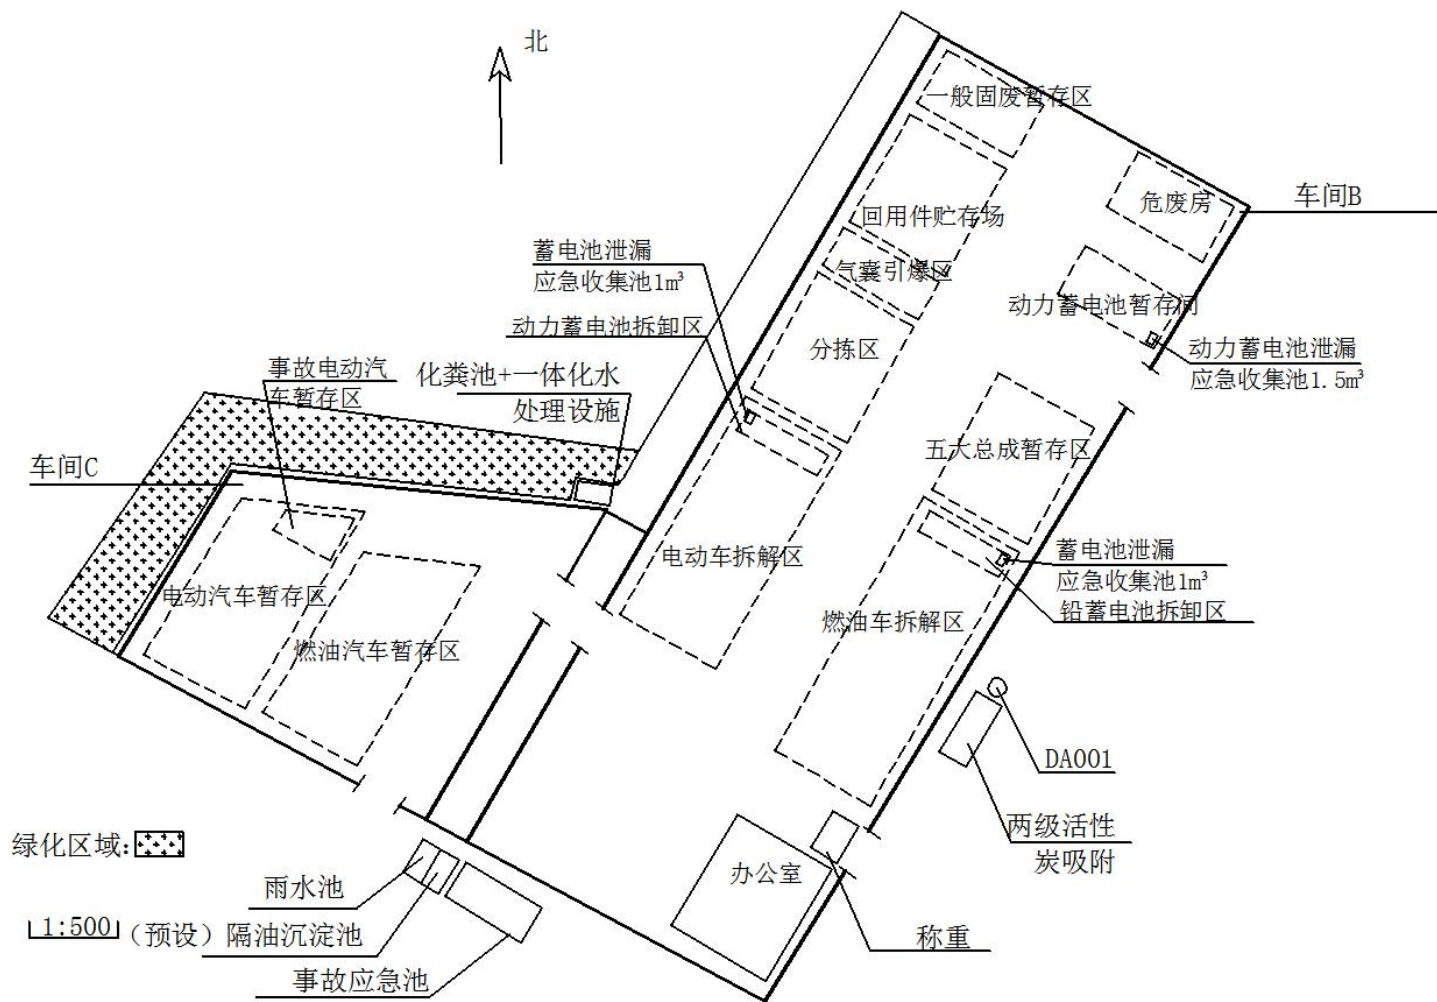 北
一般固废暂存区
危废房
车间B
回用件贮存场
蓄电池泄漏
应急收集池1m³
气囊引爆区
动力蓄电池暂存间
动力蓄电池拆卸区
分拣区
动力蓄电池泄漏
应急收集池1.5m³
事故电动汽
车暂存区
化粪池+一体化水
处理设施
五大总成暂存区
车间C
电动车拆解区
蓄电池泄漏
应急收集池1m³
铅蓄电池拆卸区
电动汽车暂存区
燃油车拆解区
燃油汽车暂存区
DA001
两级活性
炭吸附
绿化区域:
办公室
雨水池
1:500
(预设)隔油沉淀池
称重
事故应急池